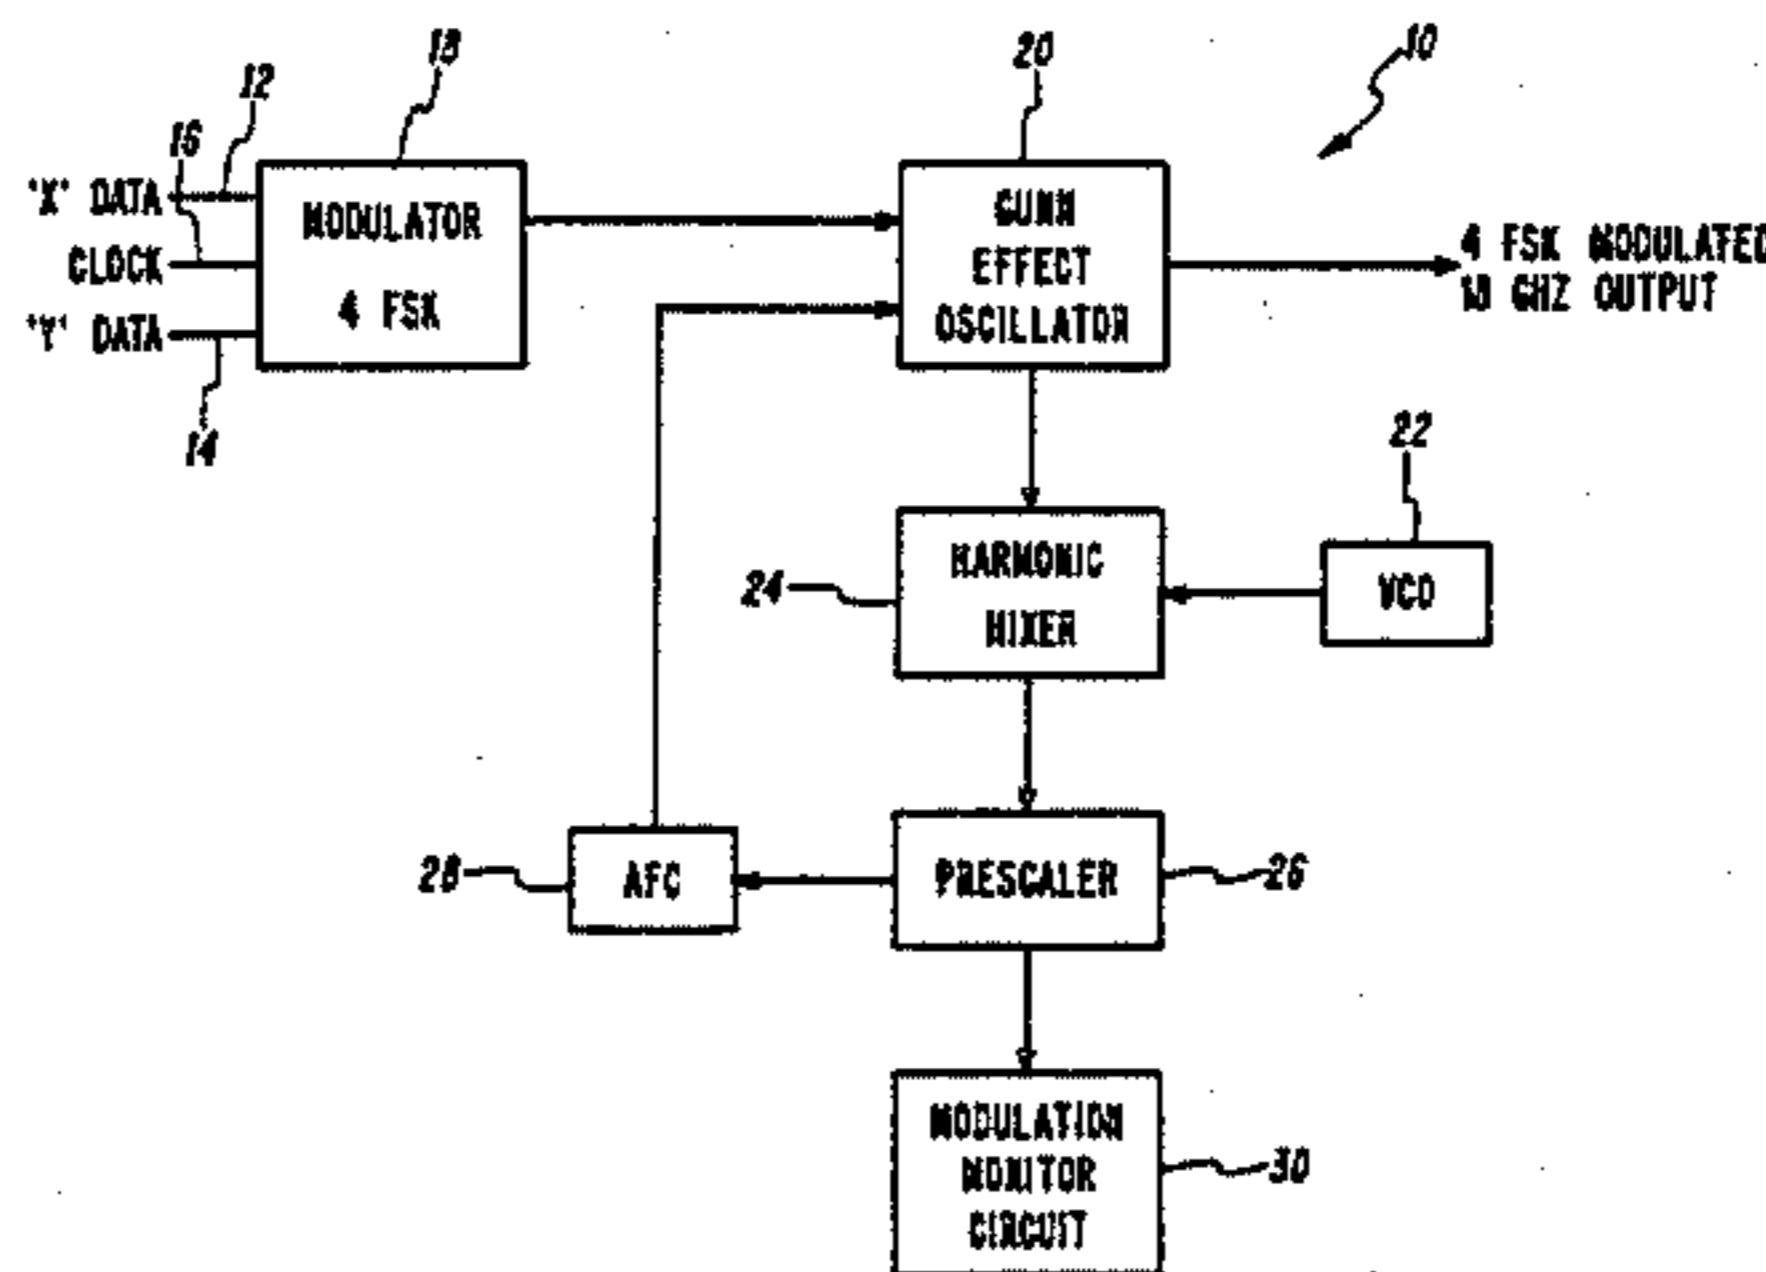 18
20
10
12
16
'X' DATA
CLOCK
'Y' DATA
14
MODULATOR
4 FSK
GUNN
EFFECT
OSCILLATOR
4 FSK MODULATED
GHZ OUTPUT
22
24
HARMONIC
MIXER
VCO
28
AFC
PRESCALER
26
MODULATION
MONITOR
CIRCUIT
30